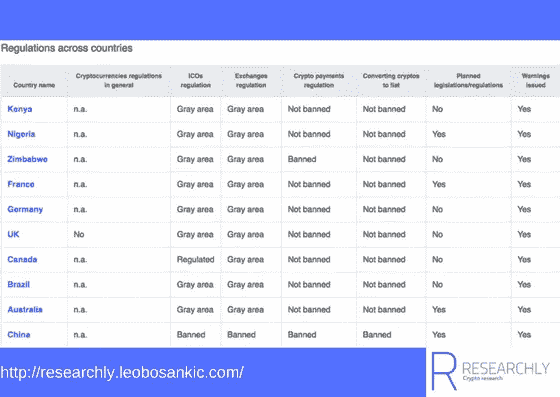 Regulations across countries
Country name | Cryptocurrencies regulations in general | ICOs regulation | Exchanges regulation | Crypto payments regulation | Converting cryptos to fiat | Planned legislations/regulations | Warnings issued
Kenya | n.a. | Gray area | Gray area | Not banned | Not banned | No | Yes
Nigeria | n.a. | Gray area | Gray area | Not banned | Not banned | Yes | Yes
Zimbabwe | n.a. | Gray area | Gray area | Banned | Not banned | No | Yes
France | n.a. | Gray area | Gray area | Not banned | Not banned | Yes | Yes
Germany | n.a. | Gray area | Gray area | Not banned | Not banned | No | Yes
UK | No | Gray area | Gray area | Not banned | Not banned | No | Yes
Canada | n.a. | Regulated | Gray area | Not banned | Not banned | No | Yes
Brazil | n.a. | Gray area | Gray area | Not banned | Not banned | No | Yes
Australia | n.a. | Gray area | Gray area | Not banned | Not banned | Yes | Yes
China | n.a. | Banned | Banned | Banned | Banned | Yes | Yes
http://researchly.leobosankic.com/
RESEARCHLY
Crypto research